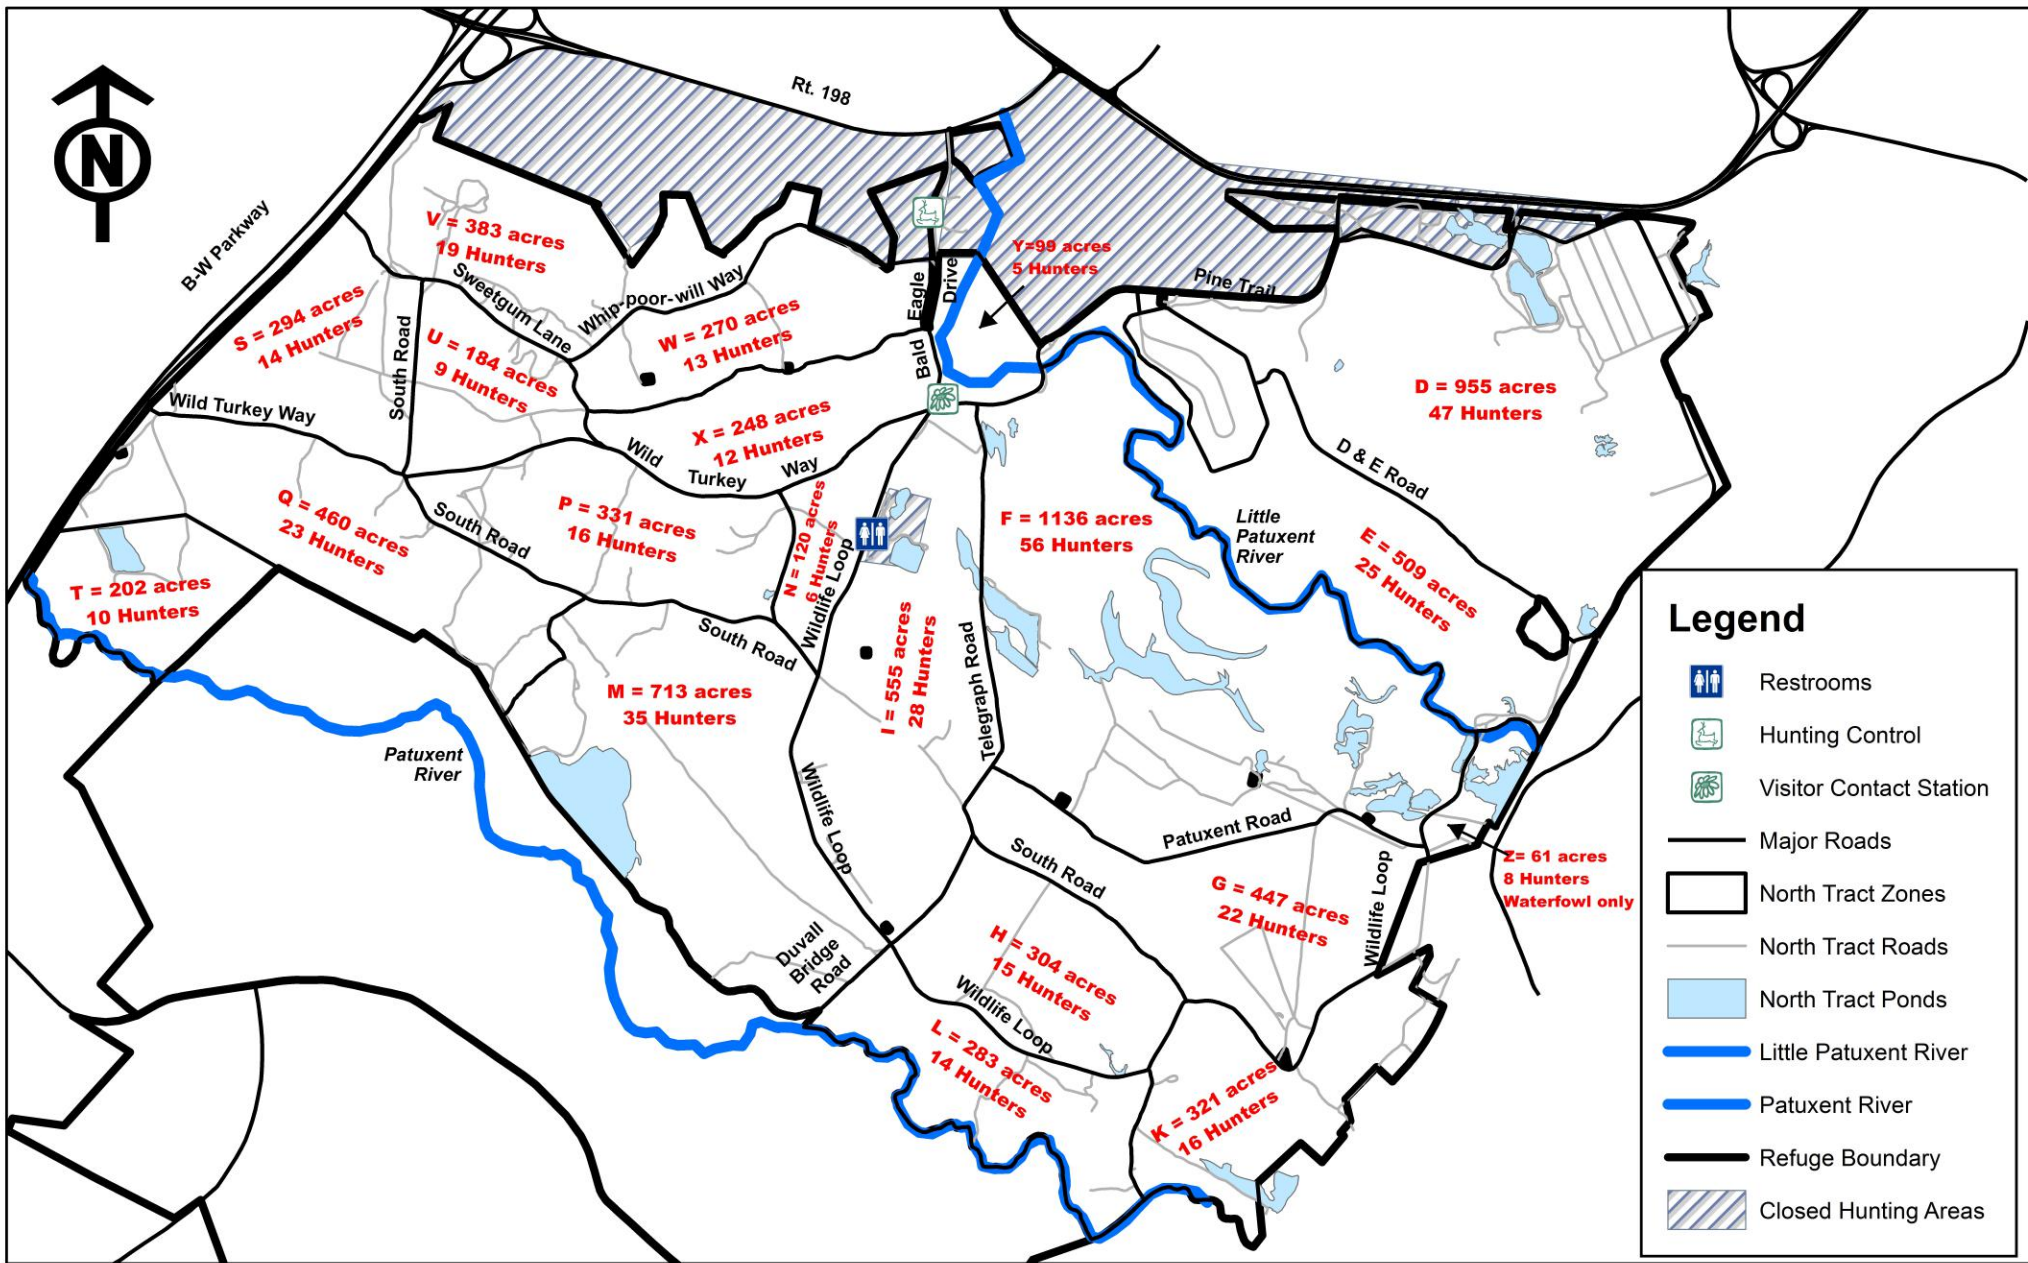 N
Rt. 198
B-W Parkway
V = 383 acres
19 Hunters
Y=99 acres
5 Hunters
Pine Trail
Sweetgum Lane
Whip-poor-will Way
Bald Eagle
Drive
S = 294 acres
14 Hunters
South Road
U = 184 acres
9 Hunters
W = 270 acres
13 Hunters
D = 955 acres
47 Hunters
Wild Turkey Way
X = 248 acres
12 Hunters
Wild
Turkey
Way
D & E Road
Q = 460 acres
23 Hunters
South Road
P = 331 acres
16 Hunters
N = 120 acres
6 Hunters
Wildlife Loop
F = 1136 acres
56 Hunters
Little
Patuxent
River
E = 509 acres
25 Hunters
T = 202 acres
10 Hunters
South Road
M = 713 acres
35 Hunters
I = 555 acres
28 Hunters
Telegraph Road
Patuxent
River
Wildlife Loop
Patuxent Road
South Road
Z= 61 acres
8 Hunters
Waterfowl only
G = 447 acres
22 Hunters
Wildlife Loop
Duvall
Bridge
Road
H = 304 acres
15 Hunters
Wildlife Loop
L = 283 acres
14 Hunters
K = 321 acres
16 Hunters
Legend
Restrooms
Hunting Control
Visitor Contact Station
Major Roads
North Tract Zones
North Tract Roads
North Tract Ponds
Little Patuxent River
Patuxent River
Refuge Boundary
Closed Hunting Areas